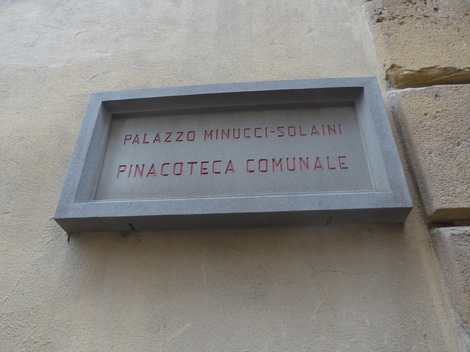 PALAZZO MINUCCI-SOLAINI
PINACOTECA COMUNALE